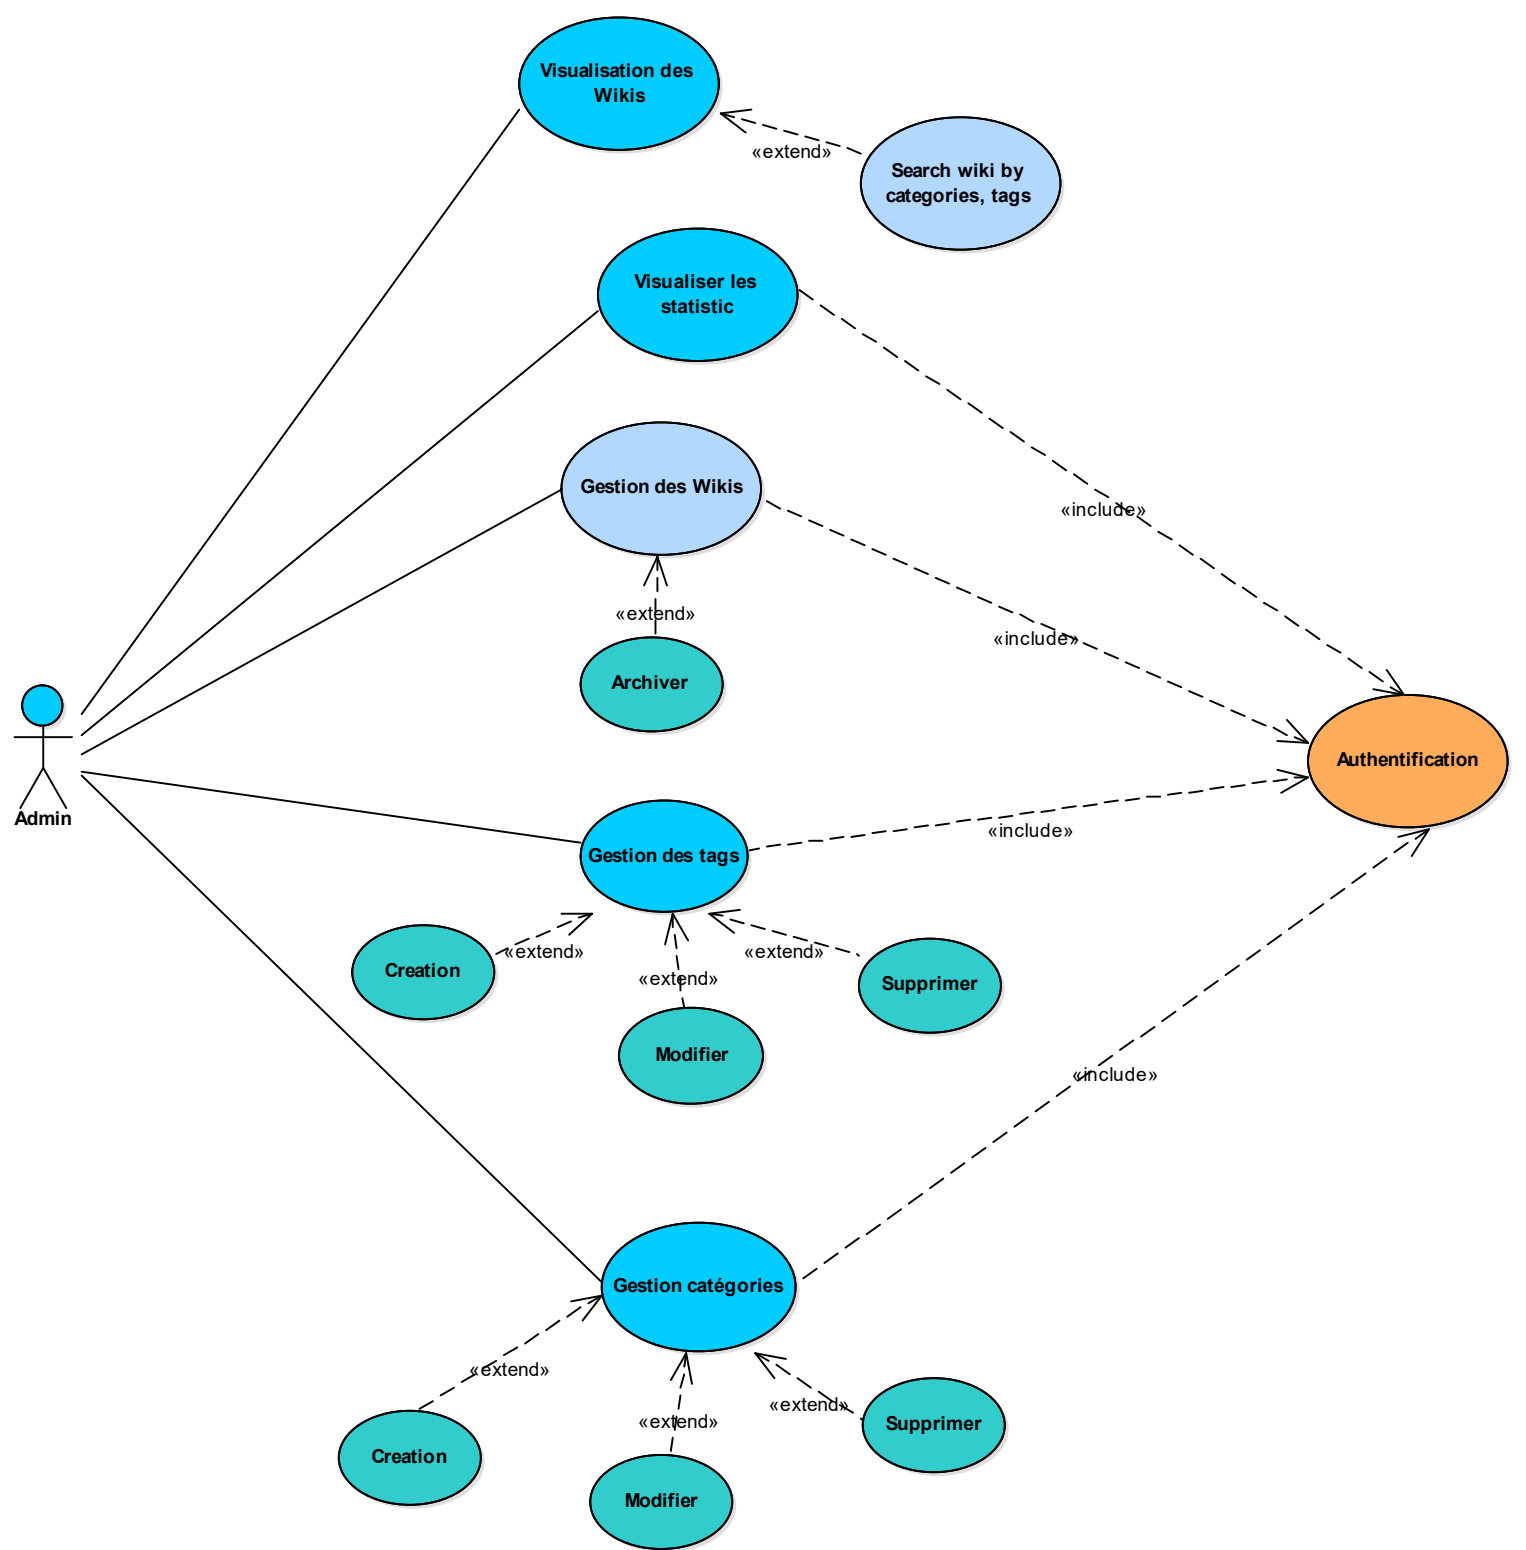 Visualisation des
Wikis
«extend»
Search wiki by
categories, tags
Visualiser les
statistic
Gestion des Wikis
«include»
«extend»
«include»
Archiver
Admin
Authentification
«include»
Gestion des tags
«extend»
«extend»
«extend»
Creation
Supprimer
Modifier
«include»
Gestion catégories
«extend»
«extend»
«extend»
Supprimer
Creation
Modifier